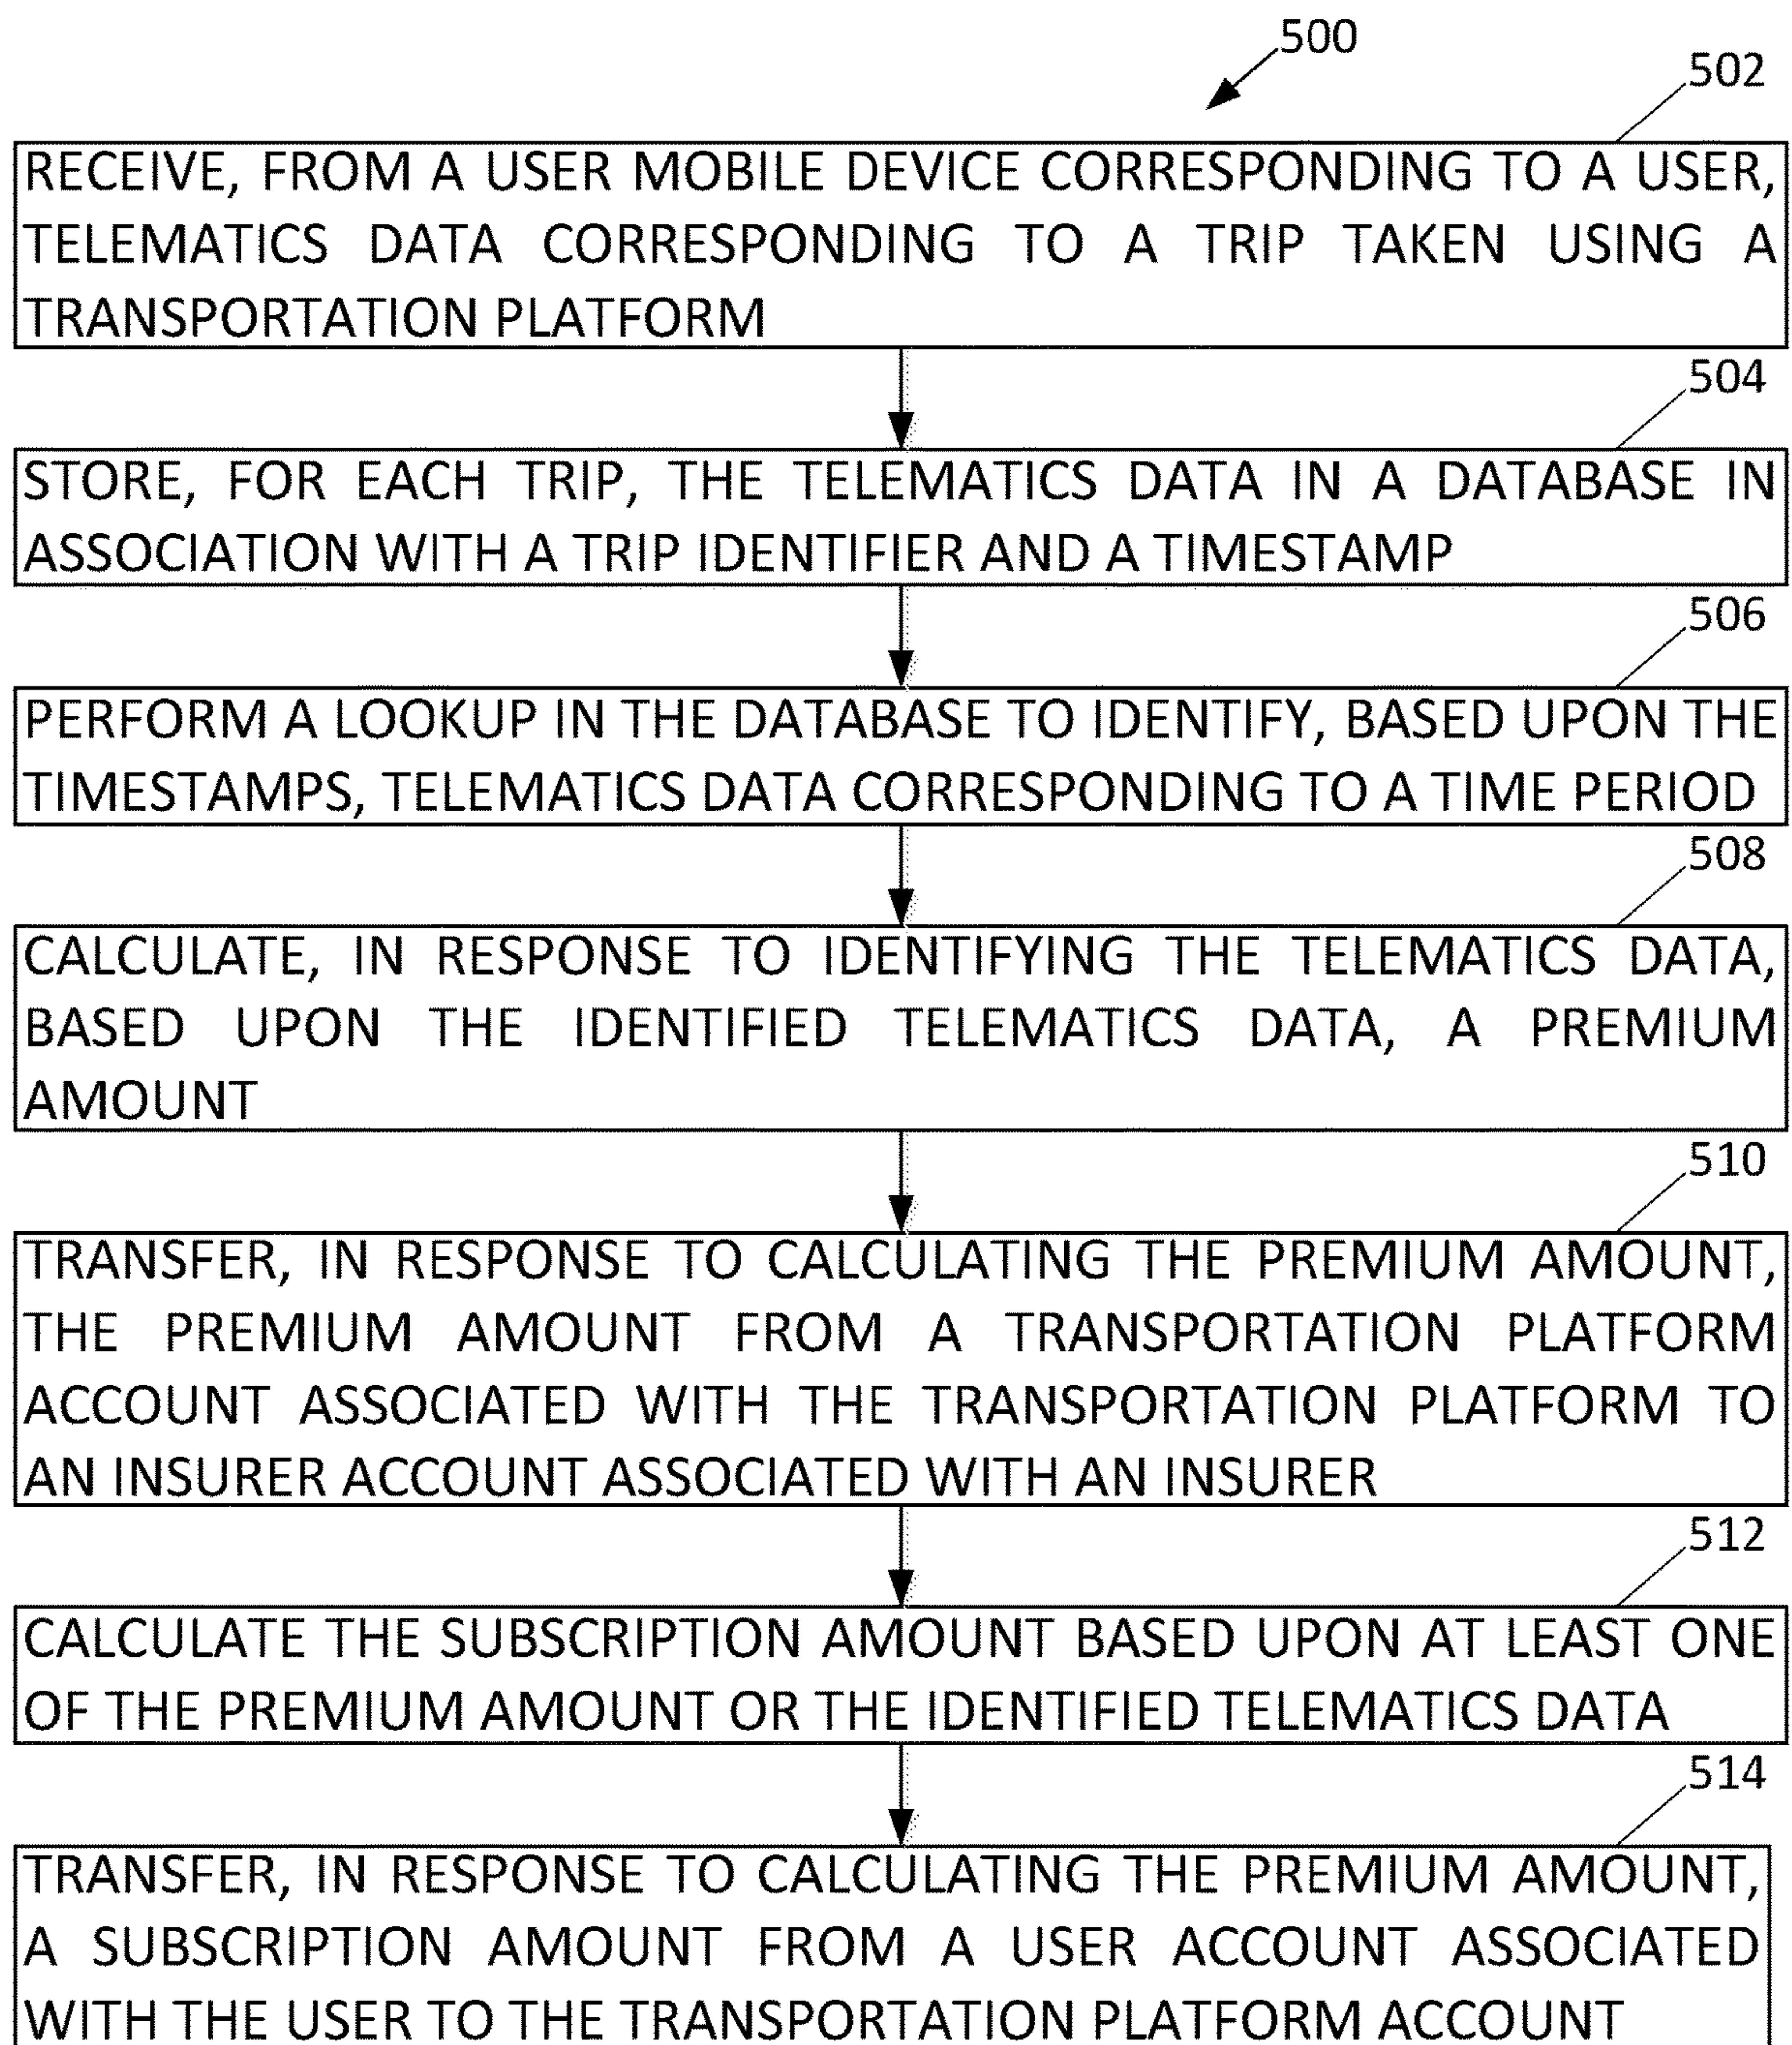 500
502
RECEIVE, FROM A USER MOBILE DEVICE CORRESPONDING TO A USER,
TELEMATICS DATA CORRESPONDING TO A TRIP TAKEN USING A
TRANSPORTATION PLATFORM
504
STORE, FOR EACH TRIP, THE TELEMATICS DATA IN A DATABASE IN
ASSOCIATION WITH A TRIP IDENTIFIER AND A TIMESTAMP
506
PERFORM A LOOKUP IN THE DATABASE TO IDENTIFY, BASED UPON THE
TIMESTAMPS, TELEMATICS DATA CORRESPONDING TO A TIME PERIOD
508
CALCULATE, IN RESPONSE TO IDENTIFYING THE TELEMATICS DATA,
BASED UPON THE IDENTIFIED TELEMATICS DATA, A PREMIUM
AMOUNT
510
TRANSFER, IN RESPONSE TO CALCULATING THE PREMIUM AMOUNT,
THE PREMIUM AMOUNT FROM A TRANSPORTATION PLATFORM
ACCOUNT ASSOCIATED WITH THE TRANSPORTATION PLATFORM TO
AN INSURER ACCOUNT ASSOCIATED WITH AN INSURER
512
CALCULATE THE SUBSCRIPTION AMOUNT BASED UPON AT LEAST ONE
OF THE PREMIUM AMOUNT OR THE IDENTIFIED TELEMATICS DATA
514
TRANSFER, IN RESPONSE TO CALCULATING THE PREMIUM AMOUNT,
A SUBSCRIPTION AMOUNT FROM A USER ACCOUNT ASSOCIATED
WITH THE USER TO THE TRANSPORTATION PLATFORM ACCOUNT